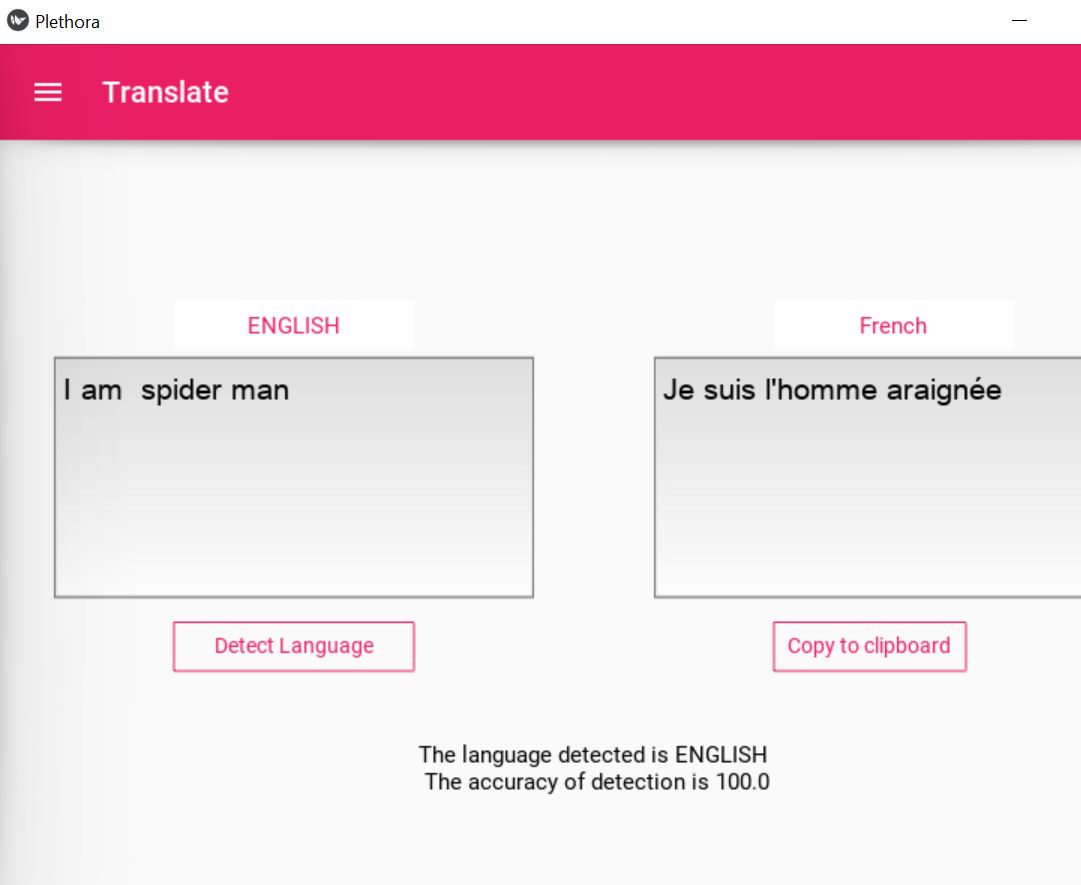 Plethora
Translate
ENGLISH
French
I am  spider man
Je suis l'homme araignée
Detect Language
Copy to clipboard
The language detected is ENGLISH
The accuracy of detection is 100.0